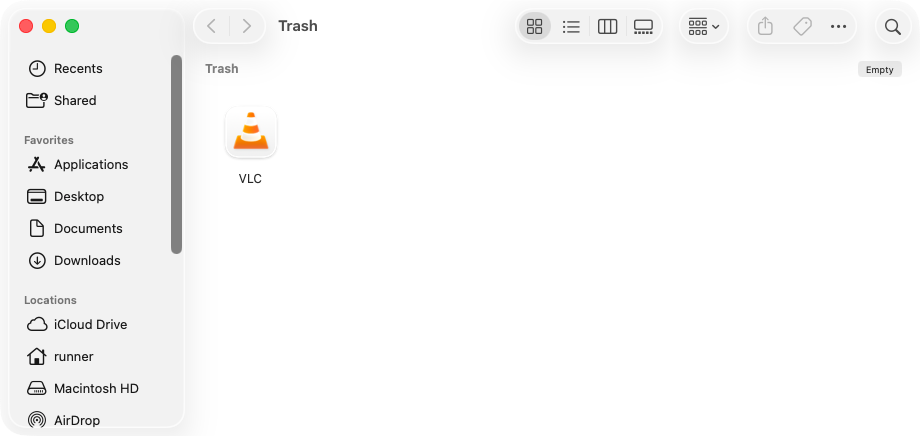 Trash
Recents
Shared
Favorites
Applications
Desktop
Documents
Downloads
Locations
iCloud Drive
runner
Macintosh HD
AirDrop
Trash
Empty
VLC